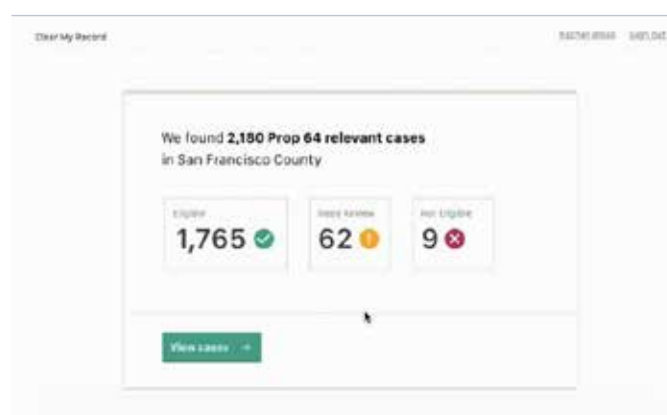 Clear My Record
We found 2,180 Prop 64 relevant cases
in San Francisco County
Eligible
Need Review
Not Eligible
1,765
62
9
View cases →